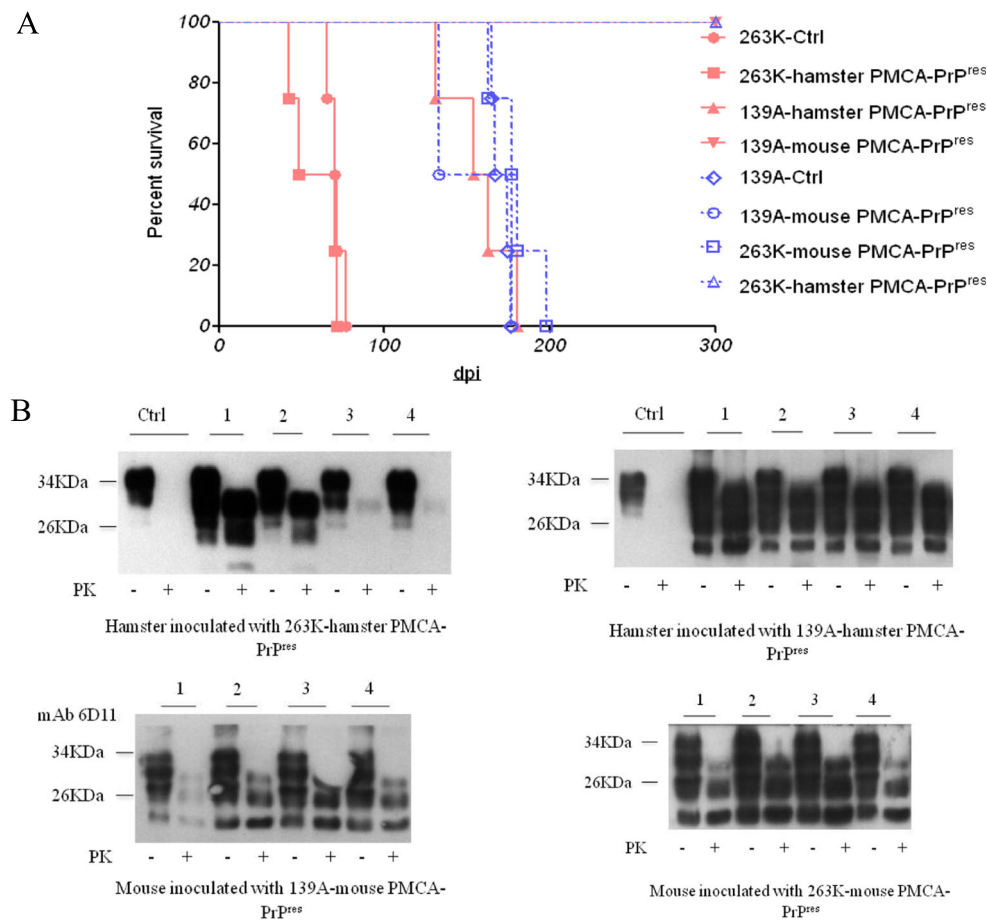 A
Percent survival
100
80
60
40
20
0
0 100 200 300
dpi
263K-Ctrl
263K-hamster PMCA-PrPres
139A-hamster PMCA-PrPres
139A-mouse PMCA-PrPres
139A-Ctrl
139A-mouse PMCA-PrPres
263K-mouse PMCA-PrPres
263K-hamster PMCA-PrPres
B
Ctrl 1 2 3 4
34KDa
26KDa
PK - + - + - + - + - +
Hamster inoculated with 263K-hamster PMCA-
PrPres
Ctrl 1 2 3 4
34KDa
26KDa
PK - + - + - + - + - +
Hamster inoculated with 139A-hamster PMCA-
PrPres
1 2 3 4
mAb 6D11
34KDa
26KDa
PK - + - + - + - +
Mouse inoculated with 139A-mouse PMCA-
PrPres
1 2 3 4
34KDa
26KDa
PK - + - + - + - +
Mouse inoculated with 263K-mouse PMCA-
PrPres